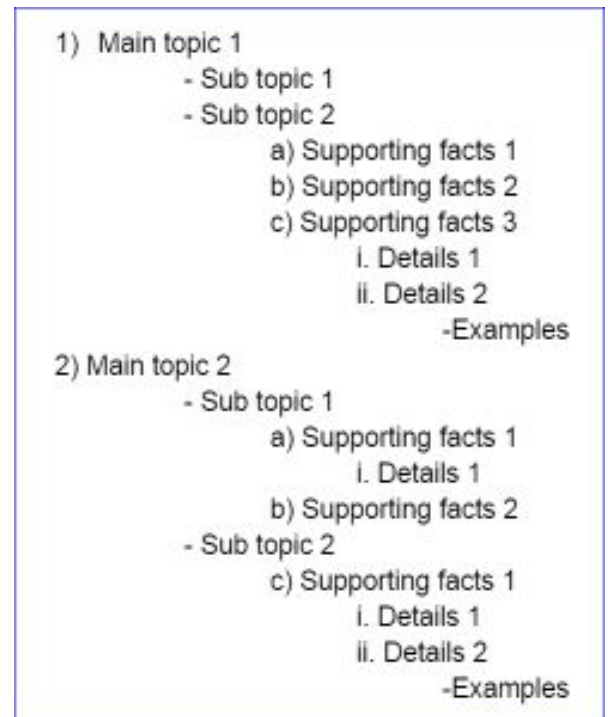 1) Main topic 1
- Sub topic 1
- Sub topic 2
a) Supporting facts 1
b) Supporting facts 2
c) Supporting facts 3
i. Details 1
ii. Details 2
-Examples
2) Main topic 2
- Sub topic 1
a) Supporting facts 1
i. Details 1
b) Supporting facts 2
- Sub topic 2
c) Supporting facts 1
i. Details 1
ii. Details 2
-Examples